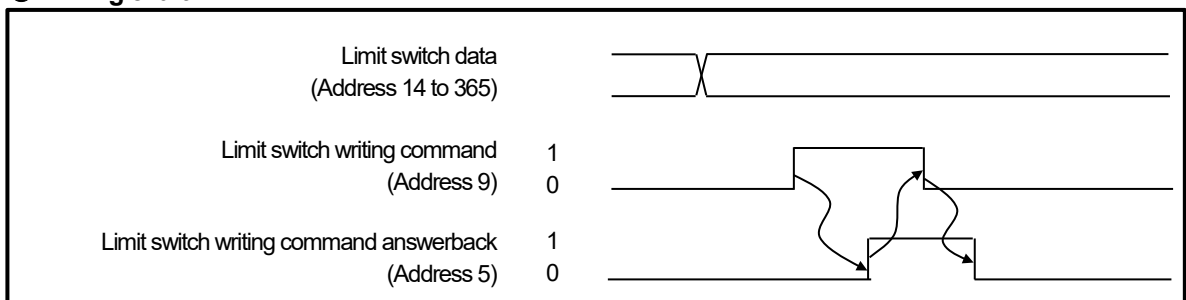 Limit switch data
(Address 14 to 365)
Limit switch writing command 1
(Address 9) 0
Limit switch writing command answerback 1
(Address 5) 0